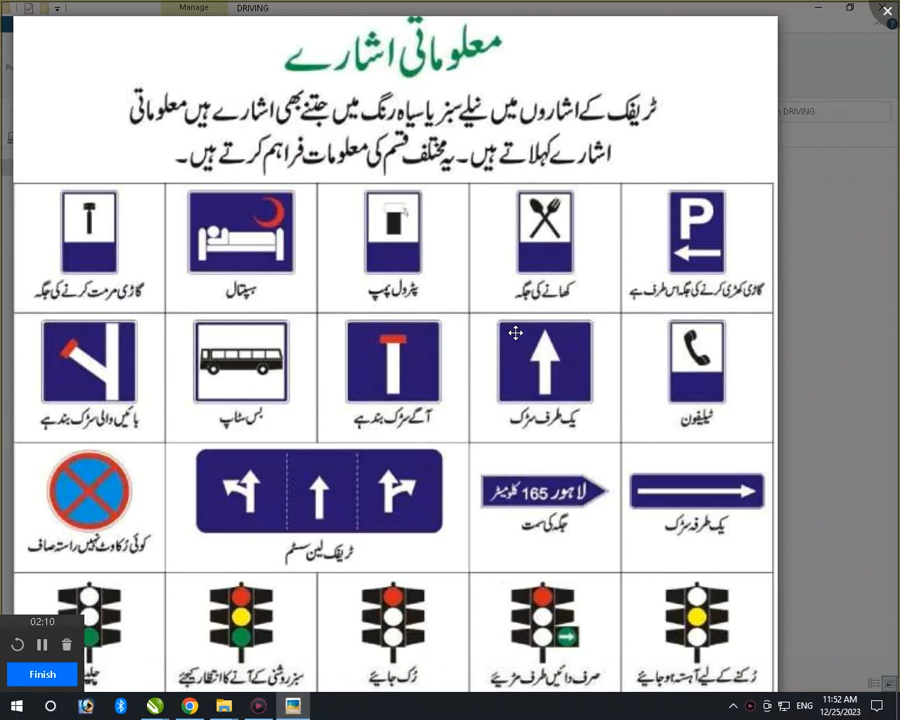 Manage
DRIVING
DRIVING
معلوماتی اشارے
ٹریفک کے اشاروں میں نیلے سبز یا سیاہ رنگ میں جتنے بھی اشارے ہیں معلوماتی
اشارے کہلاتے ہیں۔ یہ مختلف قسم کی معلومات فراہم کرتے ہیں۔
P
گاڑی کھڑی کرنے کی جگہ اس طرف ہے
کھانے کی جگہ
پٹرول پمپ
ہسپتال
گاڑی مرمت کرنے کی جگہ
ٹیلیفون
یک طرف سڑک
آگے سڑک بند ہے
بس سٹاپ
بائیں والی سڑک بند ہے
یک طرفہ سڑک
لاہور 165 کلومیٹر
جگہ کی سمت
ٹریفک لین سسٹم
کوئی رُکاوٹ نہیں راستہ صاف
رُکنے کے لیے آہستہ ہو جائیے
صرف دائیں طرف مڑیئے
رُک جائیے
سبز روشنی کے آنے کا انتظار کیجئے
02:10
Finish
ENG
11:52 AM
12/25/2023